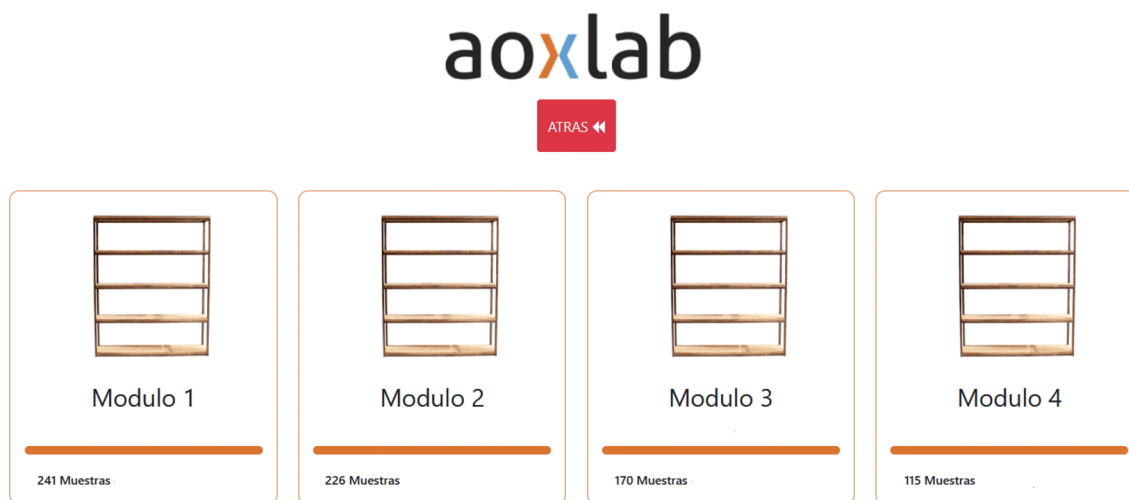 aoxlab
ATRAS
Modulo 1
241 Muestras
Modulo 2
226 Muestras
Modulo 3
170 Muestras
Modulo 4
115 Muestras